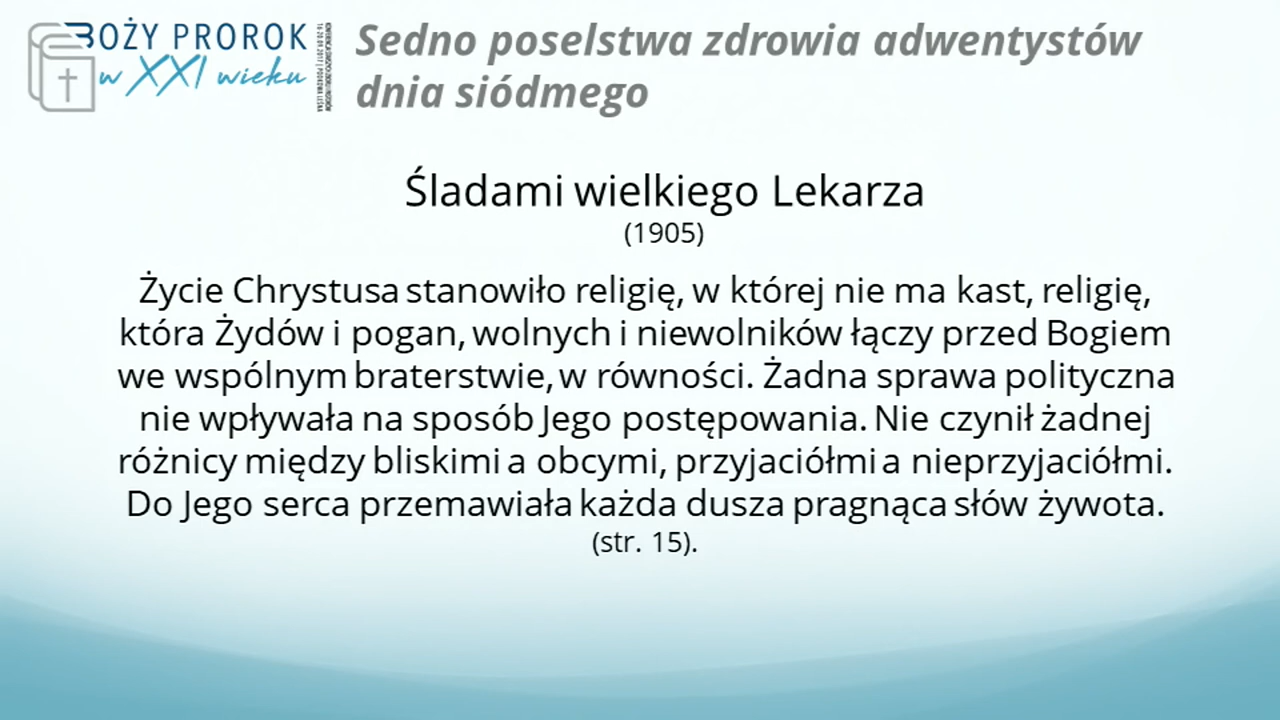 BOŻY PROROK
w XXI wieku
Sedno poselstwa zdrowia adwentystów
dnia siódmego
Śladami wielkiego Lekarza
(1905)
Życie Chrystusa stanowiło religię, w której nie ma kast, religię,
która Żydów i pogan, wolnych i niewolników łączy przed Bogiem
we wspólnym braterstwie, w równości. Żadna sprawa polityczna
nie wpływała na sposób Jego postępowania. Nie czynił żadnej
różnicy między bliskimi a obcymi, przyjaciółmi a nieprzyjaciółmi.
Do Jego serca przemawiała każda dusza pragnąca słów żywota.
(str. 15).